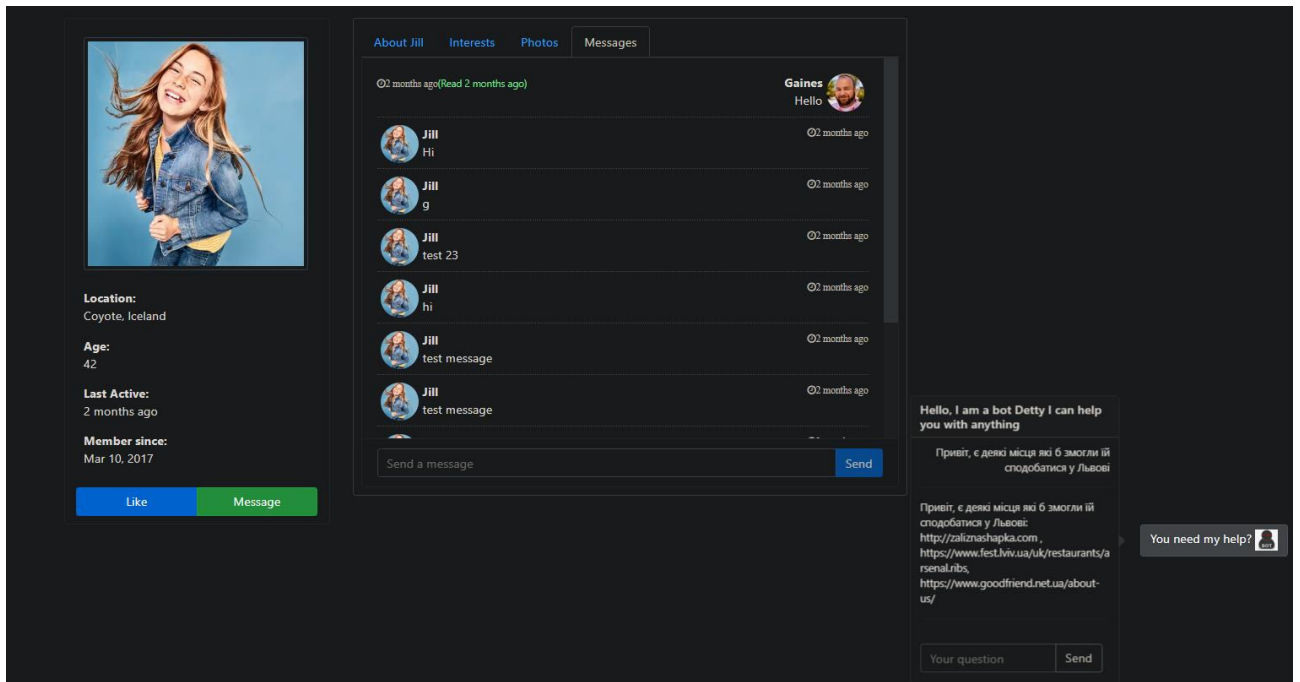 About Jill Interests Photos Messages
2 months ago(Read 2 months ago)
Gaines
Hello
Jill
2 months ago
Hi
Jill
2 months ago
g
Jill
2 months ago
test 23
Jill
2 months ago
hi
Jill
2 months ago
test message
Jill
2 months ago
test message
Send a message
Send
Location:
Coyote, Iceland
Age:
42
Last Active:
2 months ago
Member since:
Mar 10, 2017
Like
Message
Hello, I am a bot Detty I can help
you with anything
Привіт, є деякі місця які б змогли їй
сподобатися у Львові
Привіт, є деякі місця які б змогли їй
сподобатися у Львові:
http://zaliznashapka.com ,
https://www.fest.lviv.ua/uk/restaurants/a
rsenal.ribs,
https://www.goodfriend.net.ua/about-
us/
Your question
Send
You need my help?
BOT